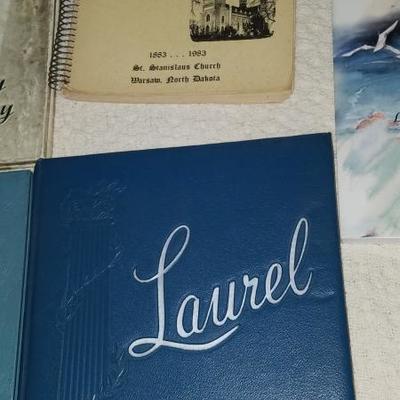 1883 . . . 1983
St. Stanislaus Church
Warsaw, North Dakota
y
y
L
Laurel